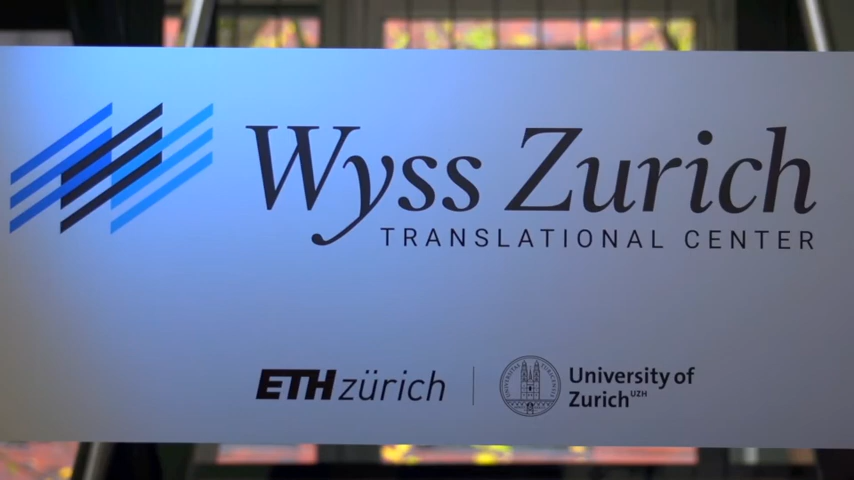 Wyss Zurich
TRANSLATIONAL CENTER
ETH zürich
University of
Zurich UZH